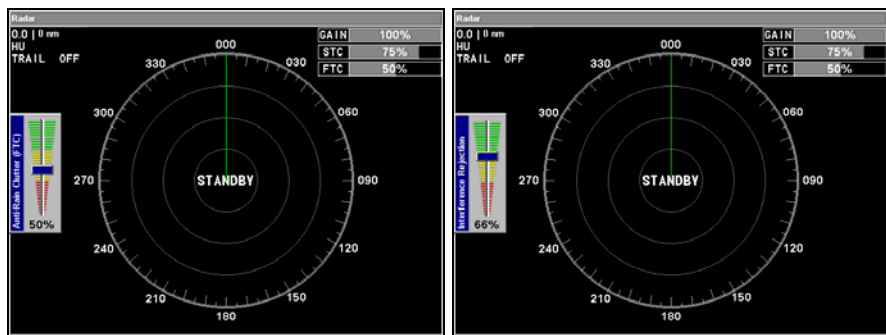 Radar
0.0 | 0 nm
HU
TRAIL OFF
GAIN 100%
STC 75%
FTC 50%
000
030
060
090
120
150
180
210
240
270
300
330
STANDBY
Anti-Rain Clutter (FTC)
50%
Radar
0.0 | 0 nm
HU
TRAIL OFF
GAIN 100%
STC 75%
FTC 50%
000
030
060
090
120
150
180
210
240
270
300
330
STANDBY
Interference Rejection
66%